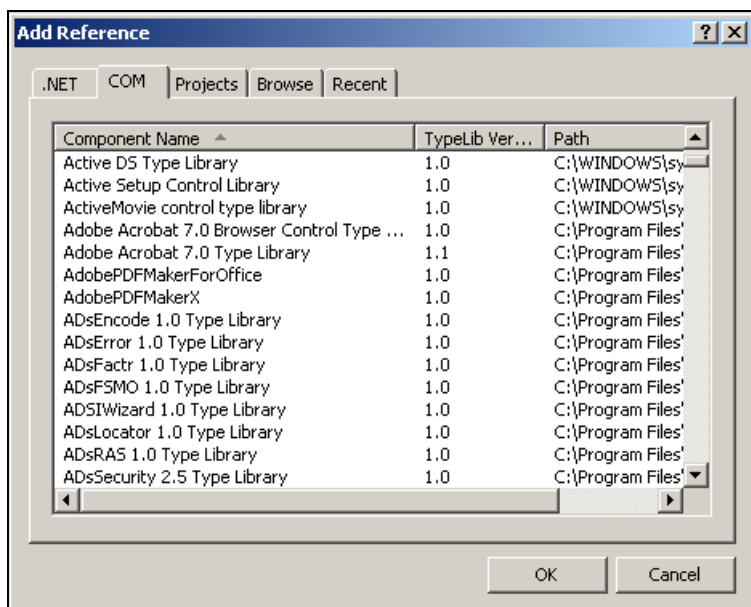 Add Reference
.NET COM Projects Browse Recent
Component Name TypeLib Ver... Path
Active DS Type Library 1.0 C:\WINDOWS\sy
Active Setup Control Library 1.0 C:\WINDOWS\sy
ActiveMovie control type library 1.0 C:\WINDOWS\sy
Adobe Acrobat 7.0 Browser Control Type ... 1.0 C:\Program Files\
Adobe Acrobat 7.0 Type Library 1.1 C:\Program Files\
AdobePDFMakerForOffice 1.0 C:\Program Files\
AdobePDFMakerX 1.0 C:\Program Files\
ADsEncode 1.0 Type Library 1.0 C:\Program Files\
ADsError 1.0 Type Library 1.0 C:\Program Files\
ADsFactr 1.0 Type Library 1.0 C:\Program Files\
ADsFSMO 1.0 Type Library 1.0 C:\Program Files\
ADSIWizard 1.0 Type Library 1.0 C:\Program Files\
ADsLocator 1.0 Type Library 1.0 C:\Program Files\
ADsRAS 1.0 Type Library 1.0 C:\Program Files\
ADsSecurity 2.5 Type Library 1.0 C:\Program Files\
OK Cancel